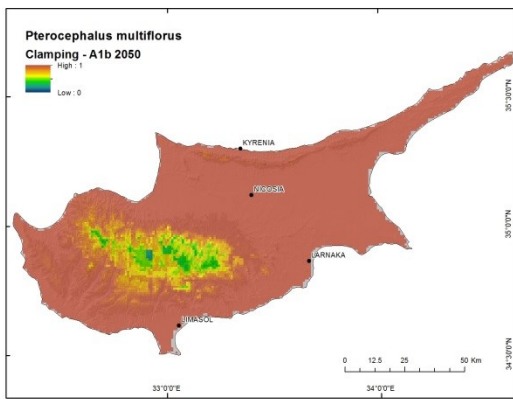 Pterocephalus multiflorus
Clamping - A1b 2050
High : 1
Low : 0
KYRENIA
NICOSIA
LARNAKA
LIMASOL
35°30'0"N
35°0'0"N
34°30'0"N
0 12.5 25 50 Km
33°0'0"E
34°0'0"E